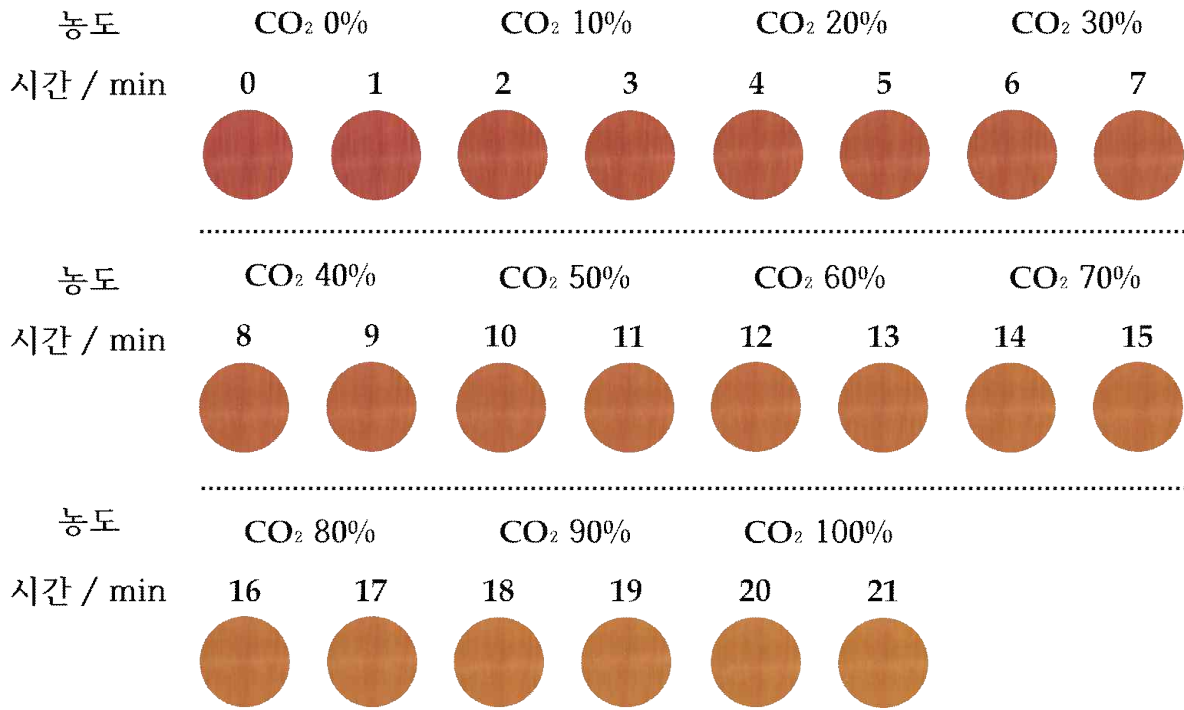 농도 CO₂ 0% CO₂ 10% CO₂ 20% CO₂ 30%
시간 / min 0 1 2 3 4 5 6 7
농도 CO₂ 40% CO₂ 50% CO₂ 60% CO₂ 70%
시간 / min 8 9 10 11 12 13 14 15
농도 CO₂ 80% CO₂ 90% CO₂ 100%
시간 / min 16 17 18 19 20 21